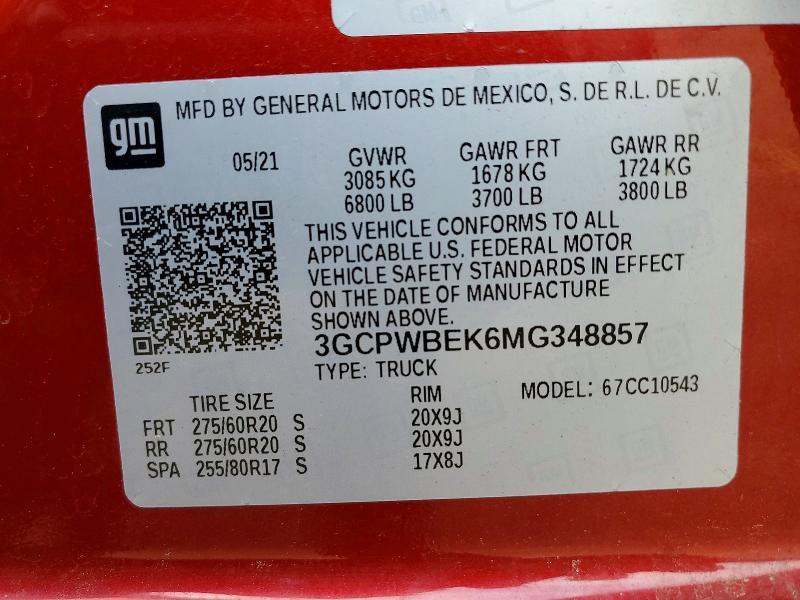 gm
MFD BY GENERAL MOTORS DE MEXICO, S. DE R.L. DE C.V.
05/21
GVWR GAWR FRT GAWR RR
3085 KG 1678 KG 1724 KG
6800 LB 3700 LB 3800 LB
THIS VEHICLE CONFORMS TO ALL
APPLICABLE U.S. FEDERAL MOTOR
VEHICLE SAFETY STANDARDS IN EFFECT
ON THE DATE OF MANUFACTURE
SHOWN ABOVE.
3GCPWBEK6MG348857
252F
TYPE: TRUCK
MODEL: 67CC10543
TIRE SIZE RIM
FRT 275/60R20 S 20X9J
RR 275/60R20 S 20X9J
SPA 255/80R17 S 17X8J